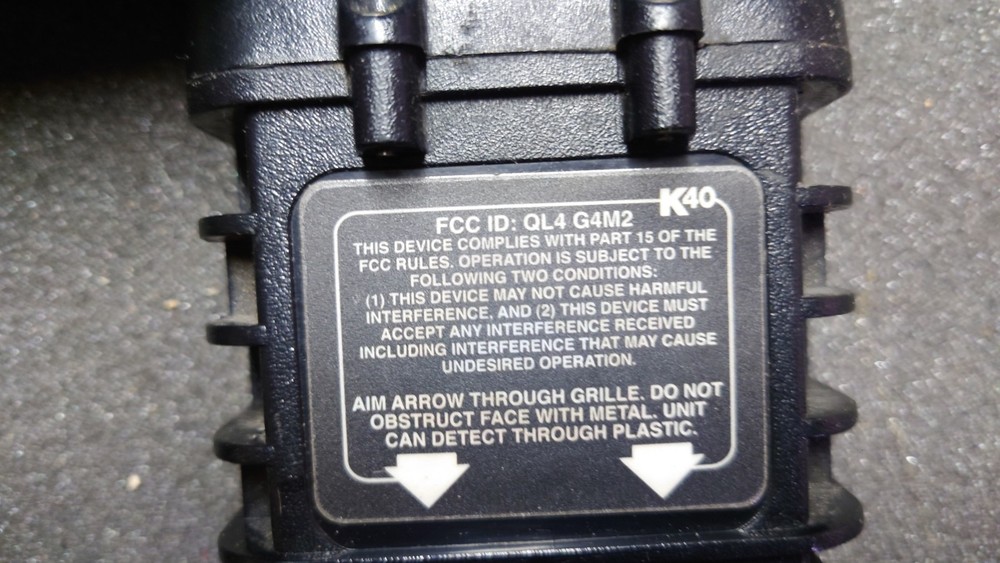 K40
FCC ID: QL4 G4M2
THIS DEVICE COMPLIES WITH PART 15 OF THE
FCC RULES. OPERATION IS SUBJECT TO THE
FOLLOWING TWO CONDITIONS:
(1) THIS DEVICE MAY NOT CAUSE HARMFUL
INTERFERENCE, AND (2) THIS DEVICE MUST
ACCEPT ANY INTERFERENCE RECEIVED
INCLUDING INTERFERENCE THAT MAY CAUSE
UNDESIRED OPERATION.
AIM ARROW THROUGH GRILLE. DO NOT
OBSTRUCT FACE WITH METAL. UNIT
CAN DETECT THROUGH PLASTIC.